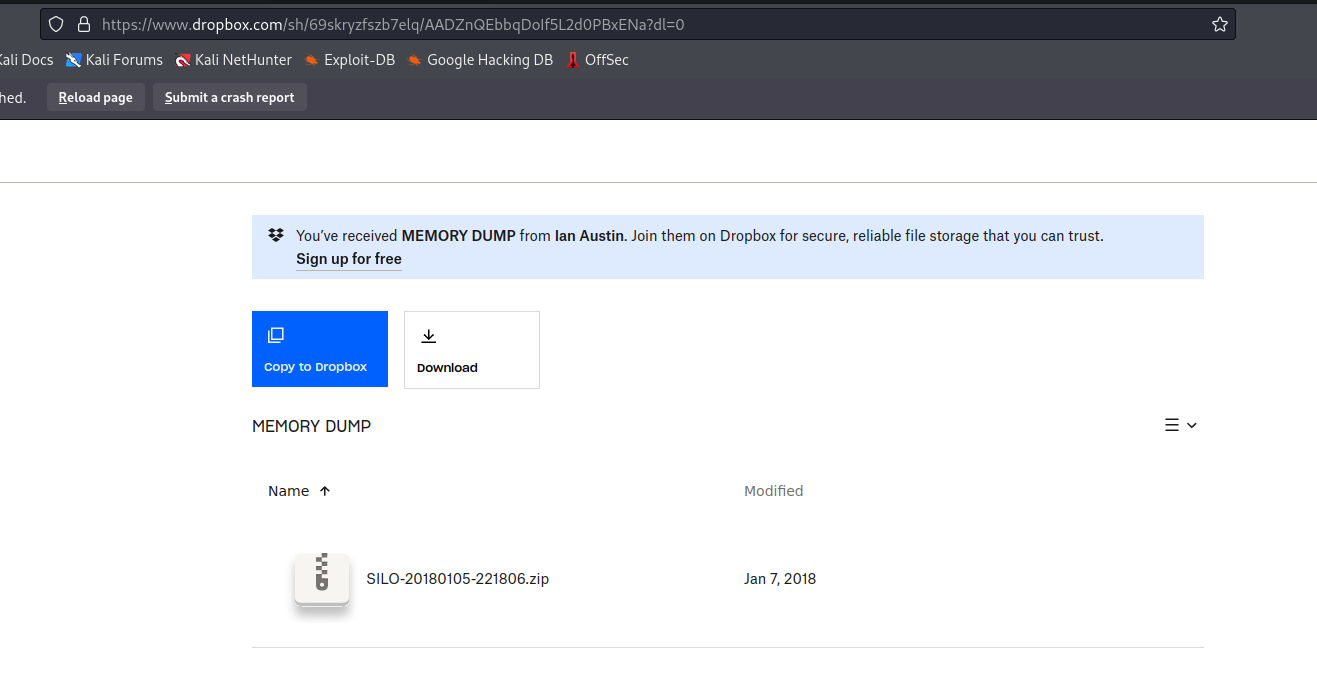 https://www.dropbox.com/sh/69skryzfszb7elq/AADZnQEbbqDoIf5L2d0PBxENa?dl=0
Kali Docs Kali Forums Kali NetHunter Exploit-DB Google Hacking DB OffSec
hed. Reload page Submit a crash report
You've received MEMORY DUMP from Ian Austin. Join them on Dropbox for secure, reliable file storage that you can trust.
Sign up for free
Copy to Dropbox Download
MEMORY DUMP
Name Modified
SILO-20180105-221806.zip Jan 7, 2018